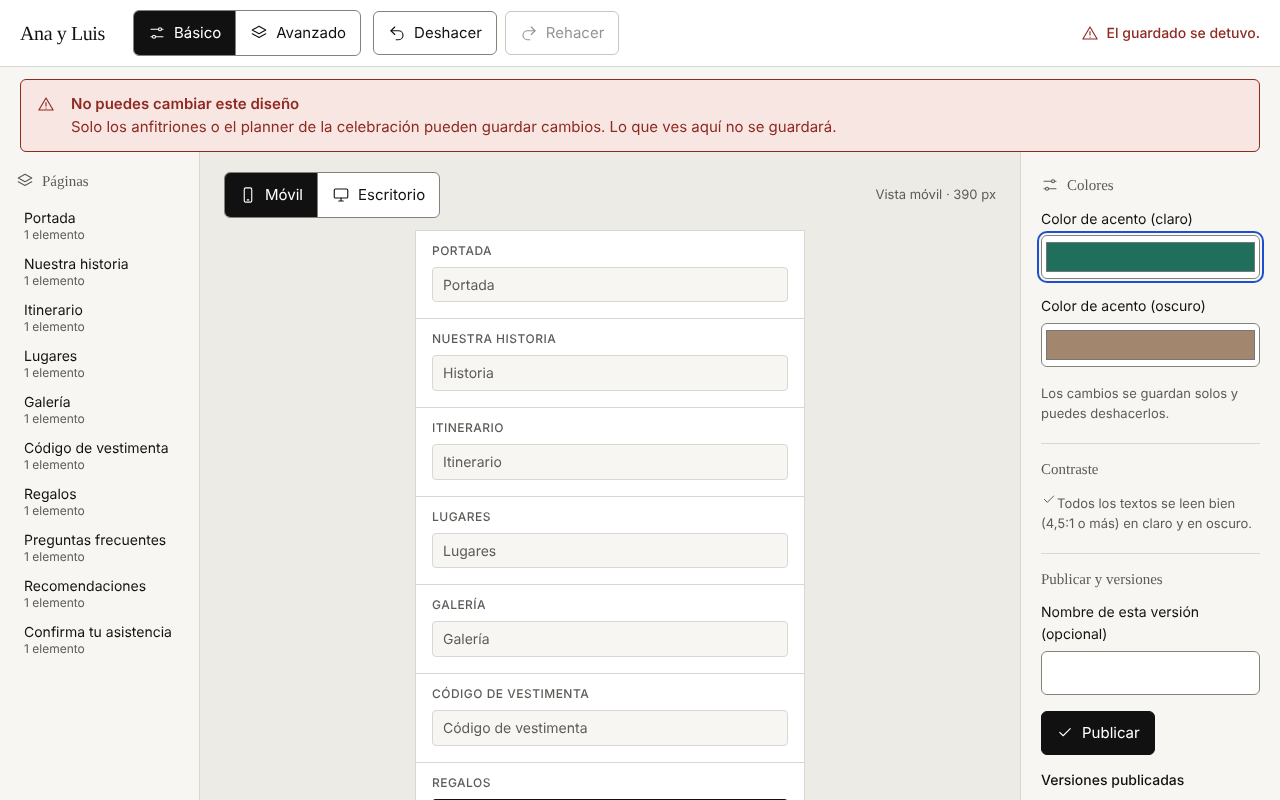 Ana y Luis
Básico
Avanzado
Deshacer
Rehacer
El guardado se detuvo.
No puedes cambiar este diseño
Solo los anfitriones o el planner de la celebración pueden guardar cambios. Lo que ves aquí no se guardará.
Páginas
Portada
1 elemento
Nuestra historia
1 elemento
Itinerario
1 elemento
Lugares
1 elemento
Galería
1 elemento
Código de vestimenta
1 elemento
Regalos
1 elemento
Preguntas frecuentes
1 elemento
Recomendaciones
1 elemento
Confirma tu asistencia
1 elemento
Móvil
Escritorio
Vista móvil · 390 px
PORTADA
Portada
NUESTRA HISTORIA
Historia
ITINERARIO
Itinerario
LUGARES
Lugares
GALERÍA
Galería
CÓDIGO DE VESTIMENTA
Código de vestimenta
REGALOS
Colores
Color de acento (claro)
Color de acento (oscuro)
Los cambios se guardan solos y
puedes deshacerlos.
Contraste
Todos los textos se leen bien
(4,5:1 o más) en claro y en oscuro.
Publicar y versiones
Nombre de esta versión
(opcional)
Publicar
Versiones publicadas